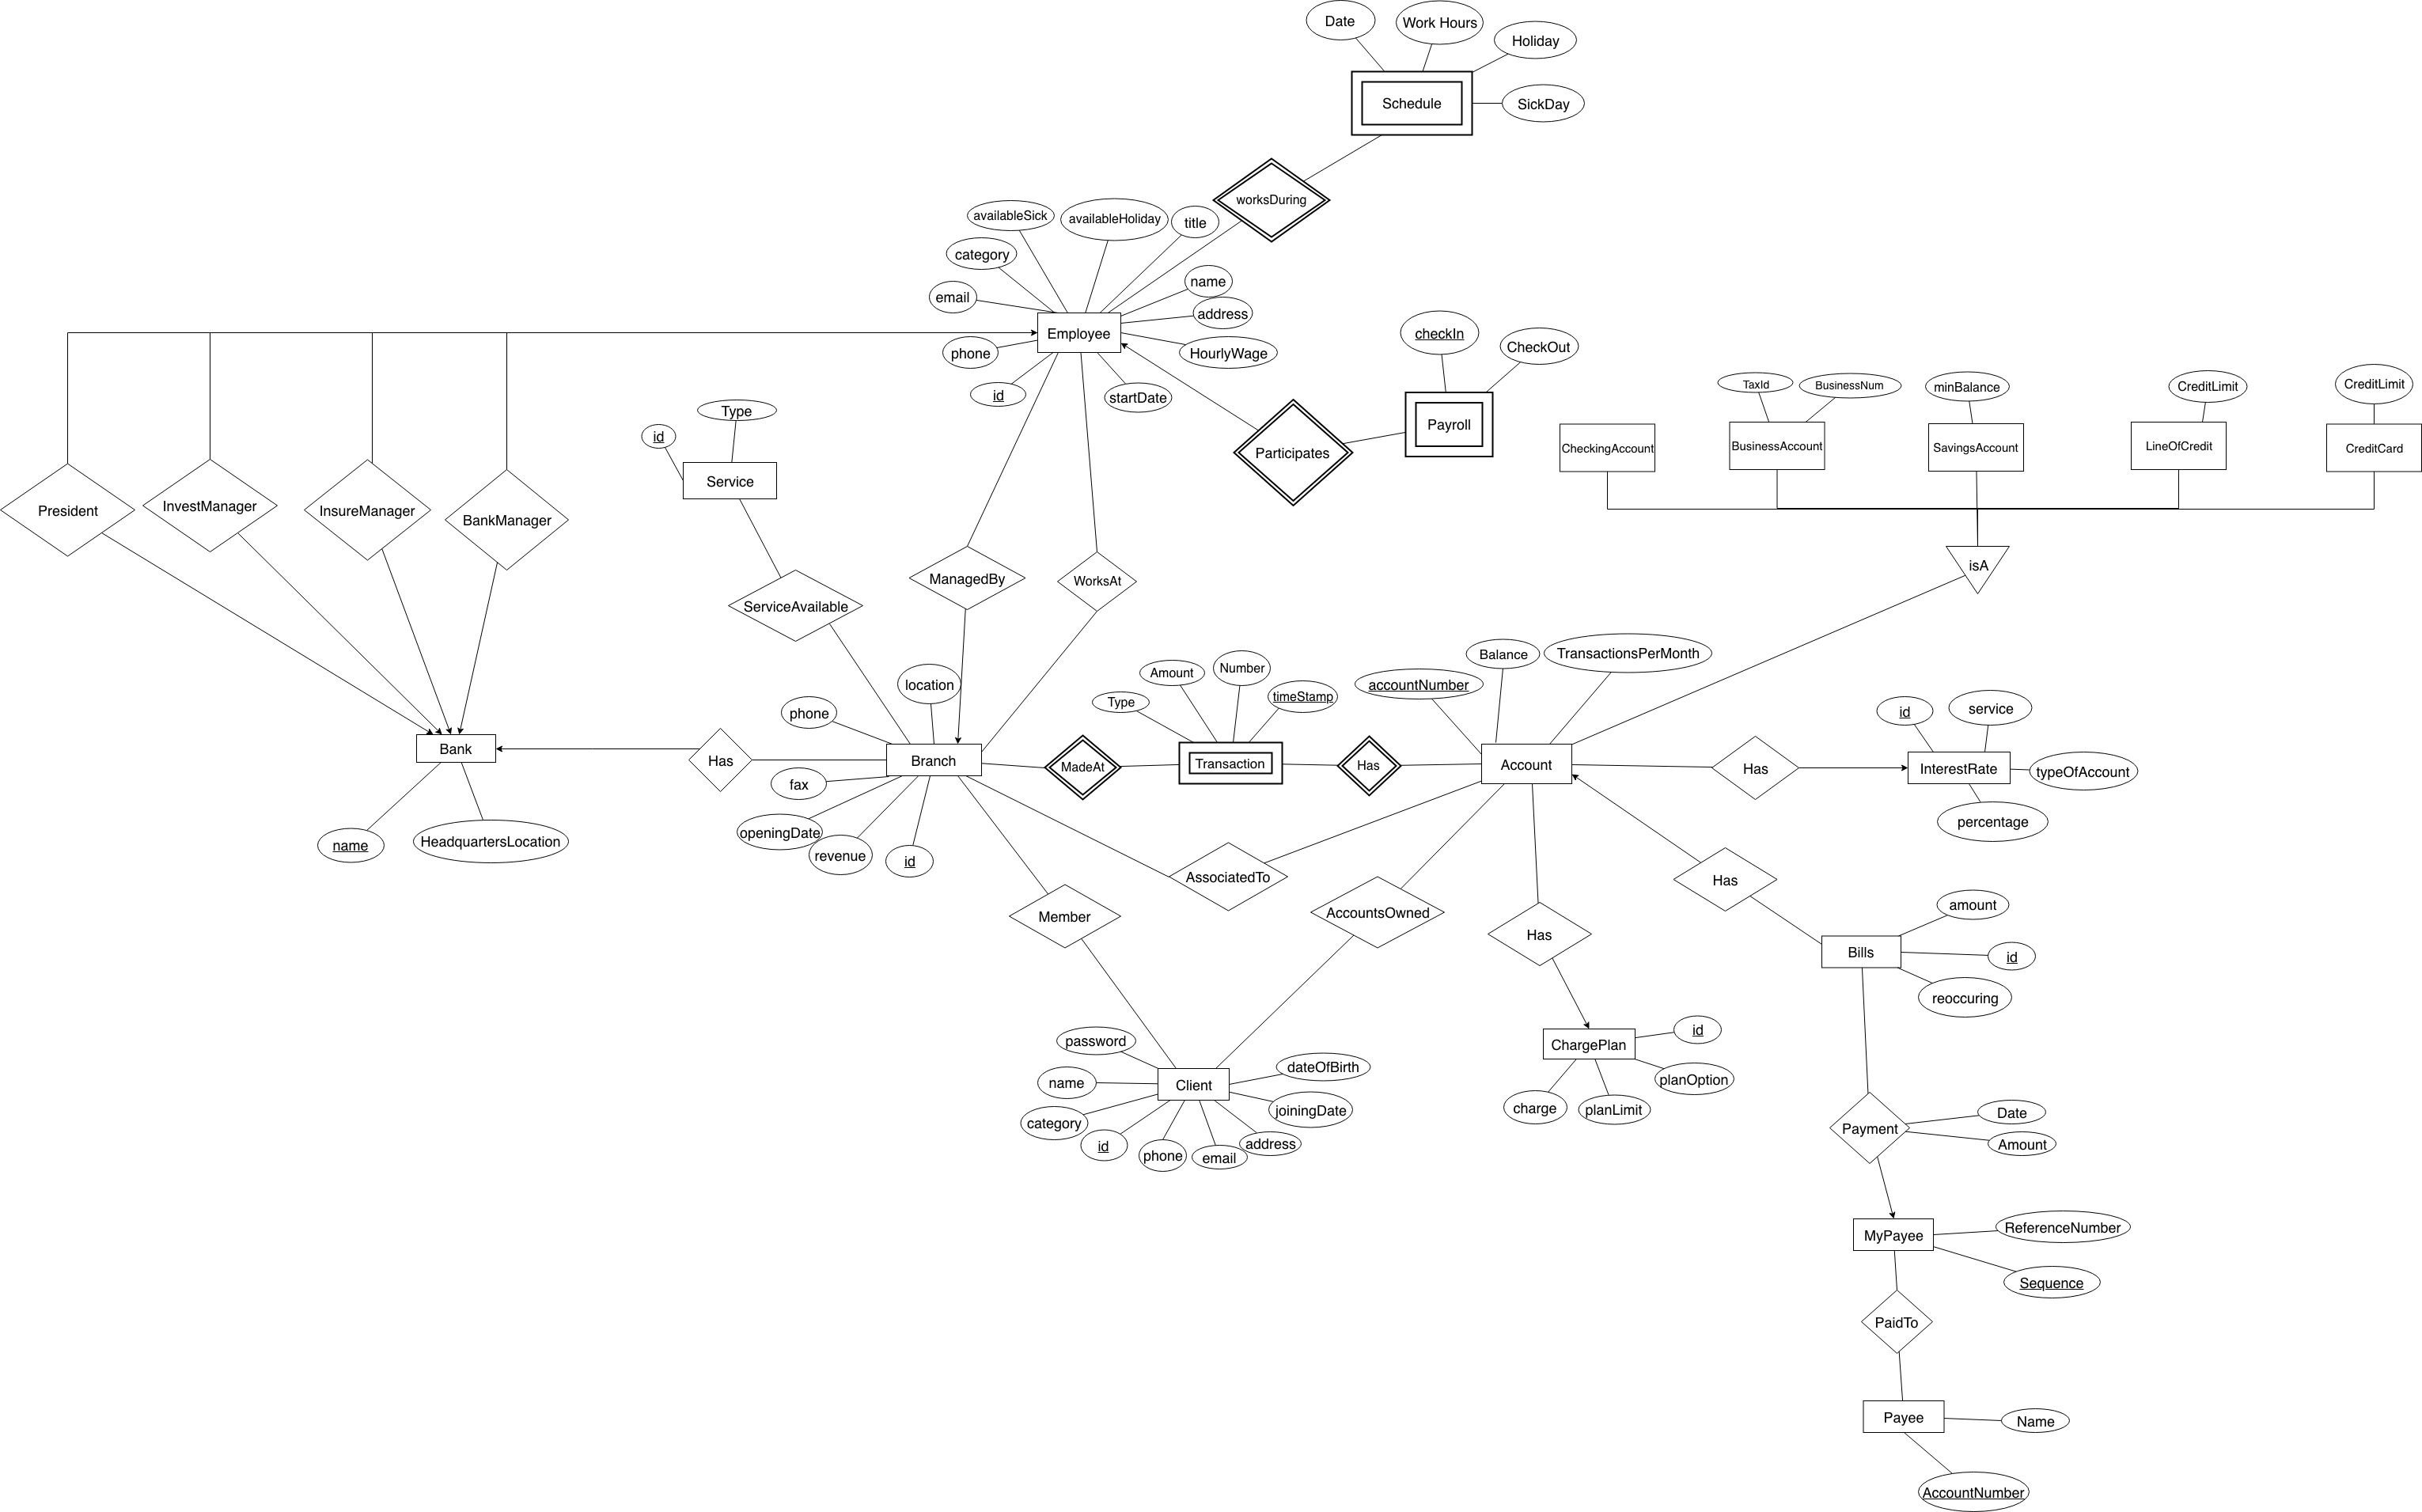 Date
Work Hours
Holiday
Schedule
SickDay
worksDuring
availableSick
availableHoliday
title
category
name
email
address
Employee
checkIn
phone
HourlyWage
CheckOut
id
startDate
TaxId
BusinessNum
minBalance
CreditLimit
CreditLimit
Type
id
Payroll
Participates
CheckingAccount
BusinessAccount
SavingsAccount
LineOfCredit
CreditCard
Service
President
InvestManager
InsureManager
BankManager
isA
ManagedBy
WorksAt
ServiceAvailable
location
phone
Amount
Number
Type
timeStamp
accountNumber
Balance
TransactionsPerMonth
id
service
Bank
Has
Branch
MadeAt
Transaction
Has
Account
Has
InterestRate
typeOfAccount
fax
openingDate
revenue
id
percentage
name
HeadquartersLocation
AssociatedTo
Has
Member
AccountsOwned
Has
amount
Bills
id
reoccuring
password
name
category
id
phone
email
address
Client
dateOfBirth
joiningDate
ChargePlan
id
planOption
charge
planLimit
Payment
Date
Amount
MyPayee
ReferenceNumber
Sequence
PaidTo
Payee
Name
AccountNumber